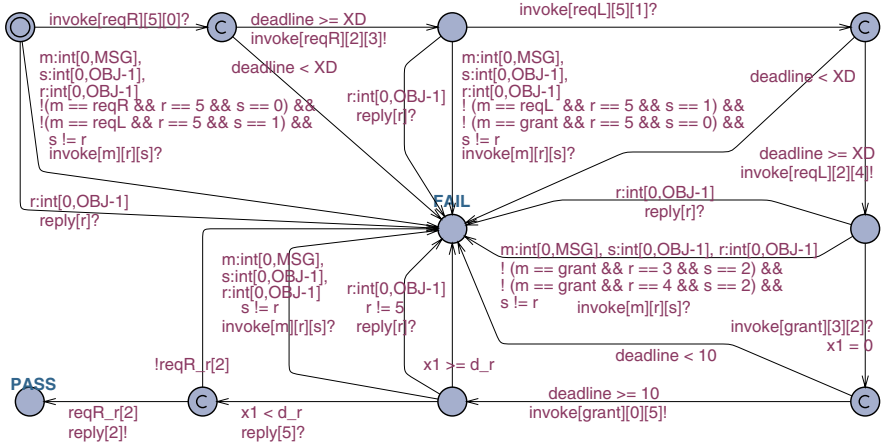 invoke[reqR][5][0]?
C
deadline >= XD
invoke[reqR][2][3]!
invoke[reqL][5][1]?
C
deadline < XD
m:int[0,MSG],
s:int[0,OBJ-1],
r:int[0,OBJ-1]
!(m == reqR && r == 5 && s == 0) &&
!(m == reqL && r == 5 && s == 1) &&
s != r
invoke[m][r][s]?
r:int[0,OBJ-1]
reply[r]?
m:int[0,MSG],
s:int[0,OBJ-1],
r:int[0,OBJ-1]
! (m == reqL && r == 5 && s == 1) &&
! (m == grant && r == 5 && s == 0) &&
s != r
invoke[m][r][s]?
deadline < XD
deadline >= XD
invoke[reqL][2][4]!
r:int[0,OBJ-1]
reply[r]?
FAIL
r:int[0,OBJ-1]
reply[r]?
m:int[0,MSG],
s:int[0,OBJ-1],
r:int[0,OBJ-1]
s != r
invoke[m][r][s]?
r:int[0,OBJ-1]
r != 5
reply[r]?
m:int[0,MSG], s:int[0,OBJ-1], r:int[0,OBJ-1]
! (m == grant && r == 3 && s == 2) &&
! (m == grant && r == 4 && s == 2) &&
s != r
invoke[m][r][s]?
invoke[grant][3][2]?
x1 = 0
deadline < 10
!reqR_r[2]
x1 >= d_r
PASS
reqR_r[2]
reply[2]!
C
x1 < d_r
reply[5]?
deadline >= 10
invoke[grant][0][5]!
C